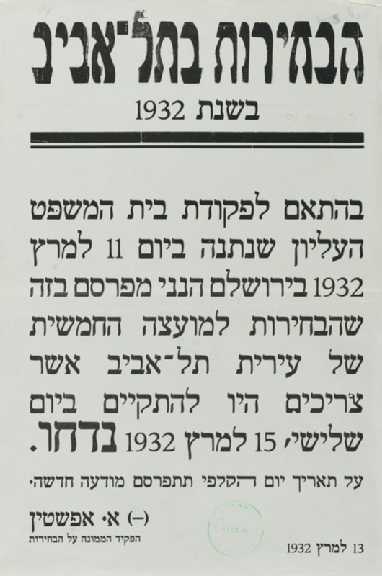 הבחירות בתל־אביב
בשנת 1932
בהתאם לפקודת בית המשפט
העליון שנתנה ביום 11 למרץ
1932 בירושלם הנני מפרסם בזה
שהבחירות למועצה החמשית
של עירית תל־אביב אשר
צריכים היו להתקיים ביום
שלישי, 15 למרץ 1932 נדחו.
על תאריך יום הקלפי תתפרסם מודעה חדשה.
(–) א. אפשטין
הפקיד הממונה על הבחירות
13 למרץ 1932